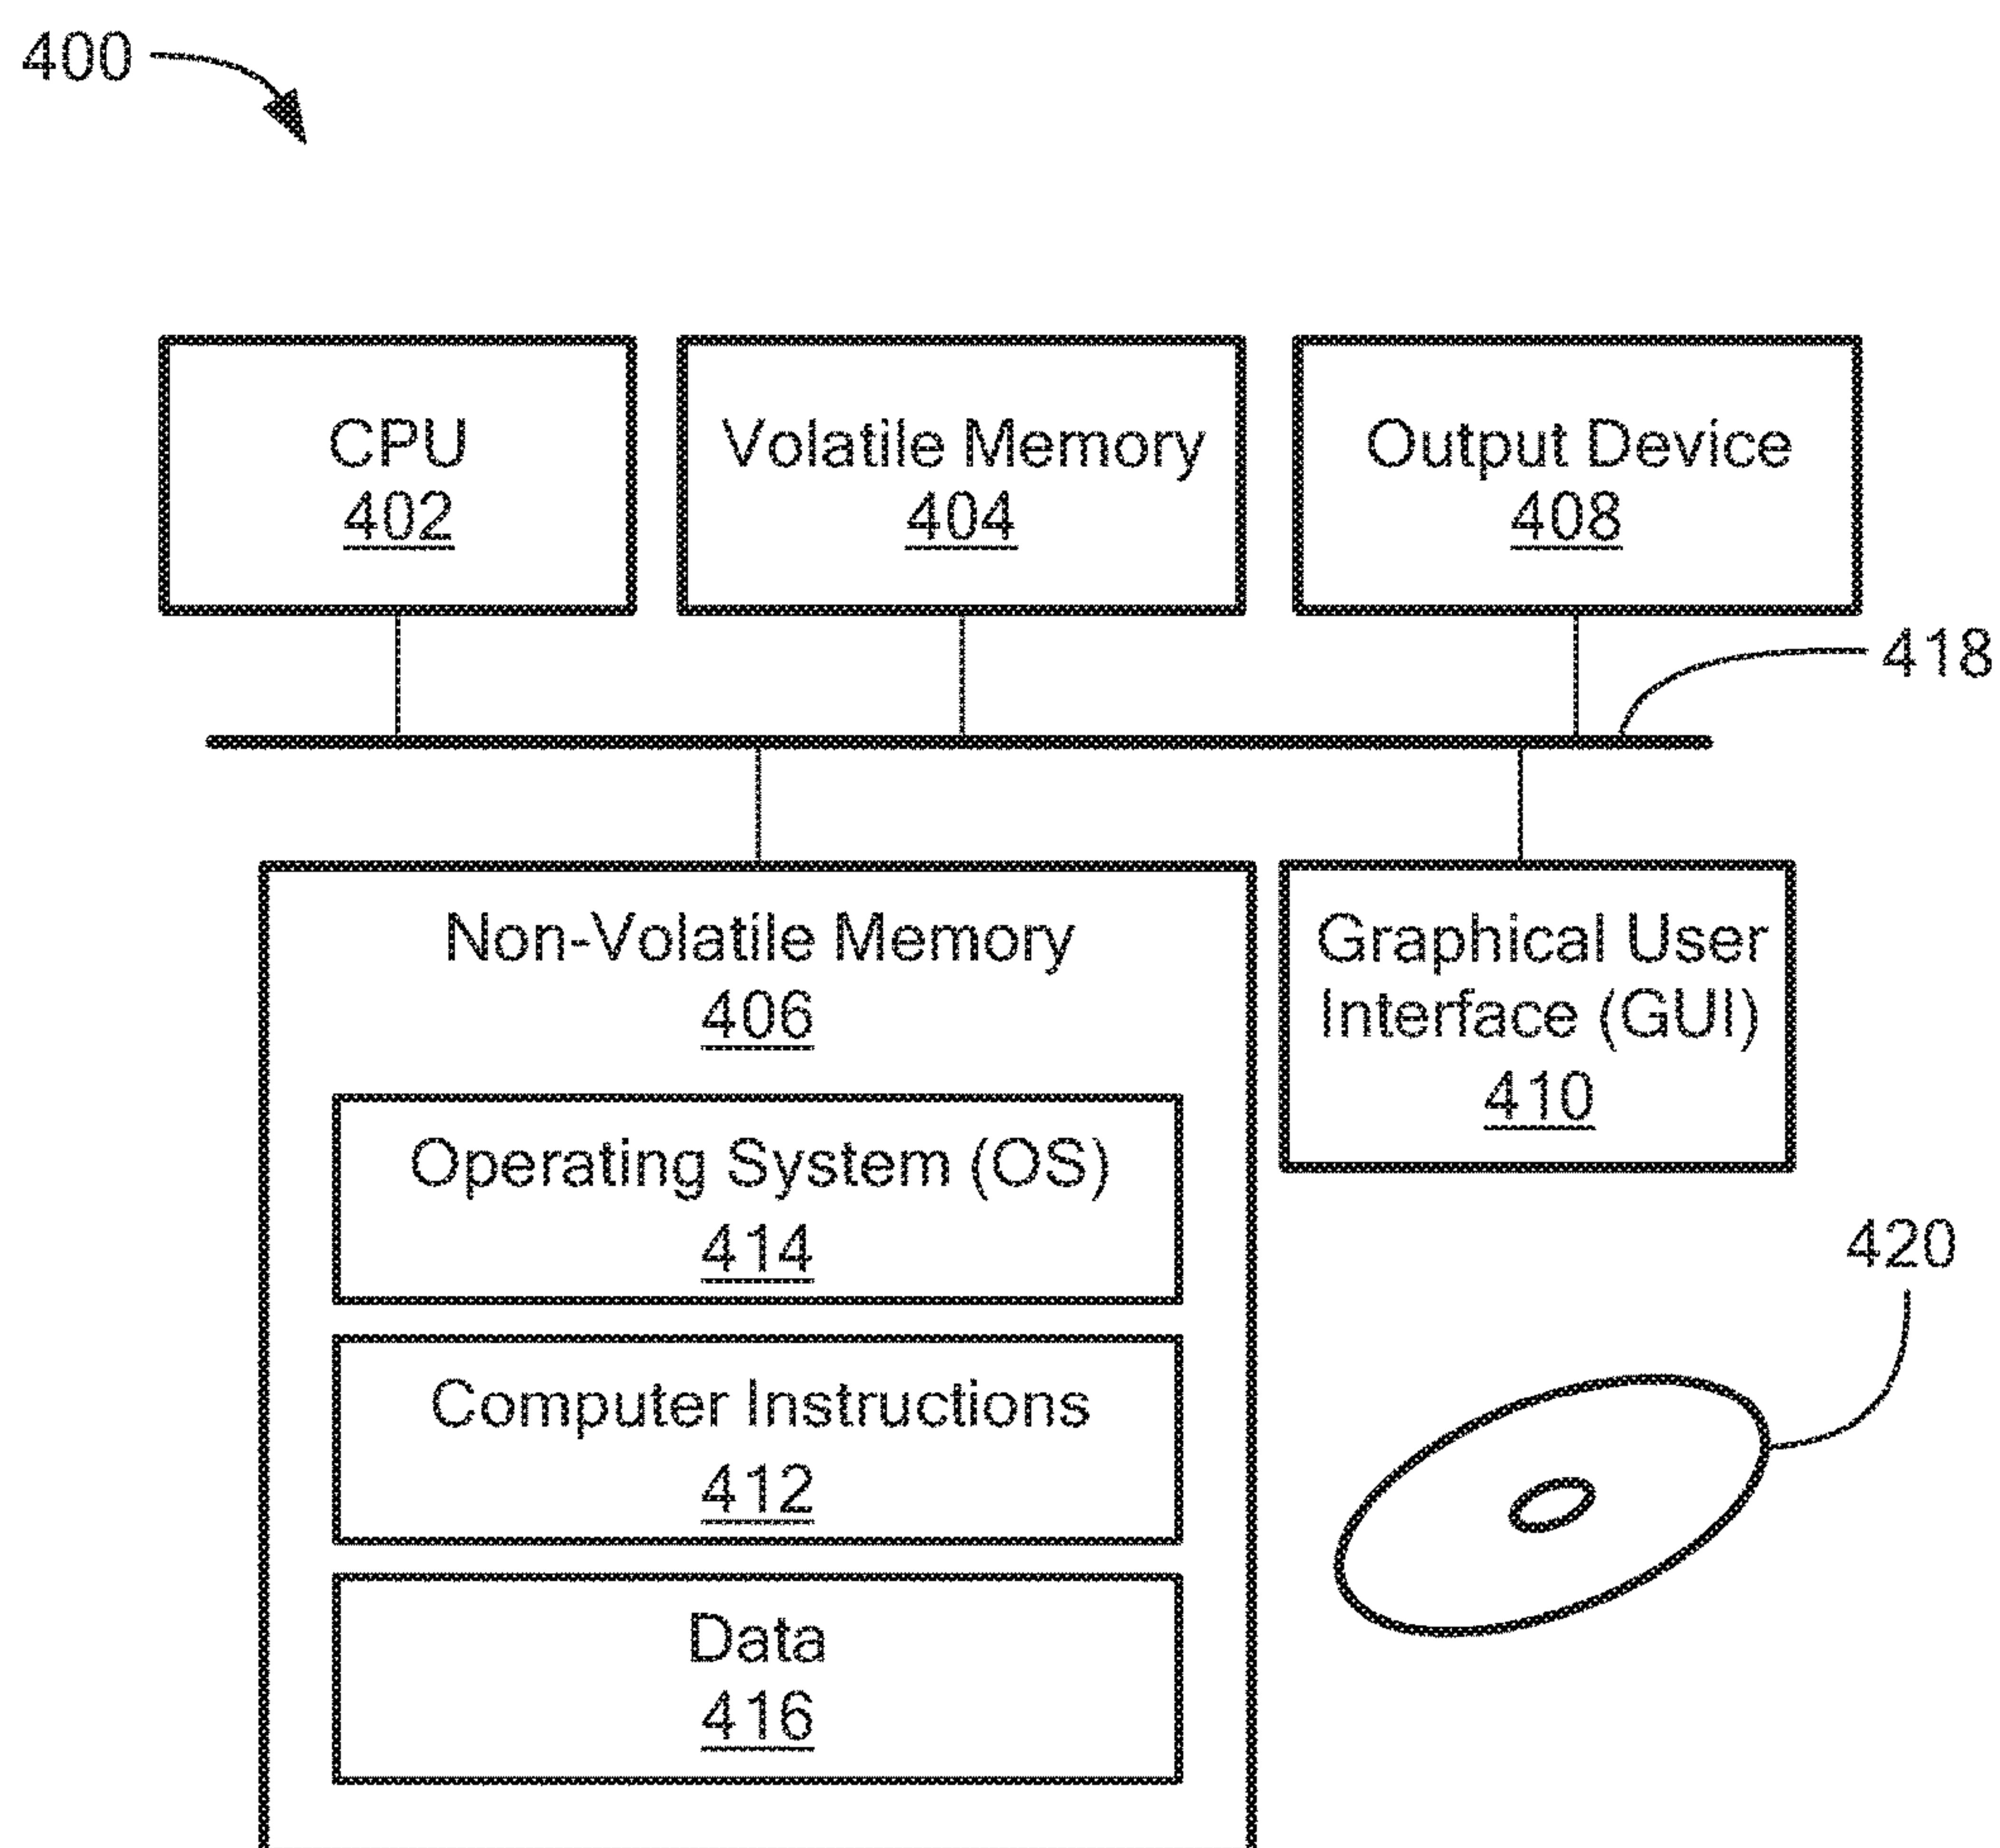 400
CPU
402
Volatile Memory
404
Output Device
408
418
Non-Volatile Memory
406
Graphical User
Interface (GUI)
410
Operating System (OS)
414
420
Computer Instructions
412
Data
416